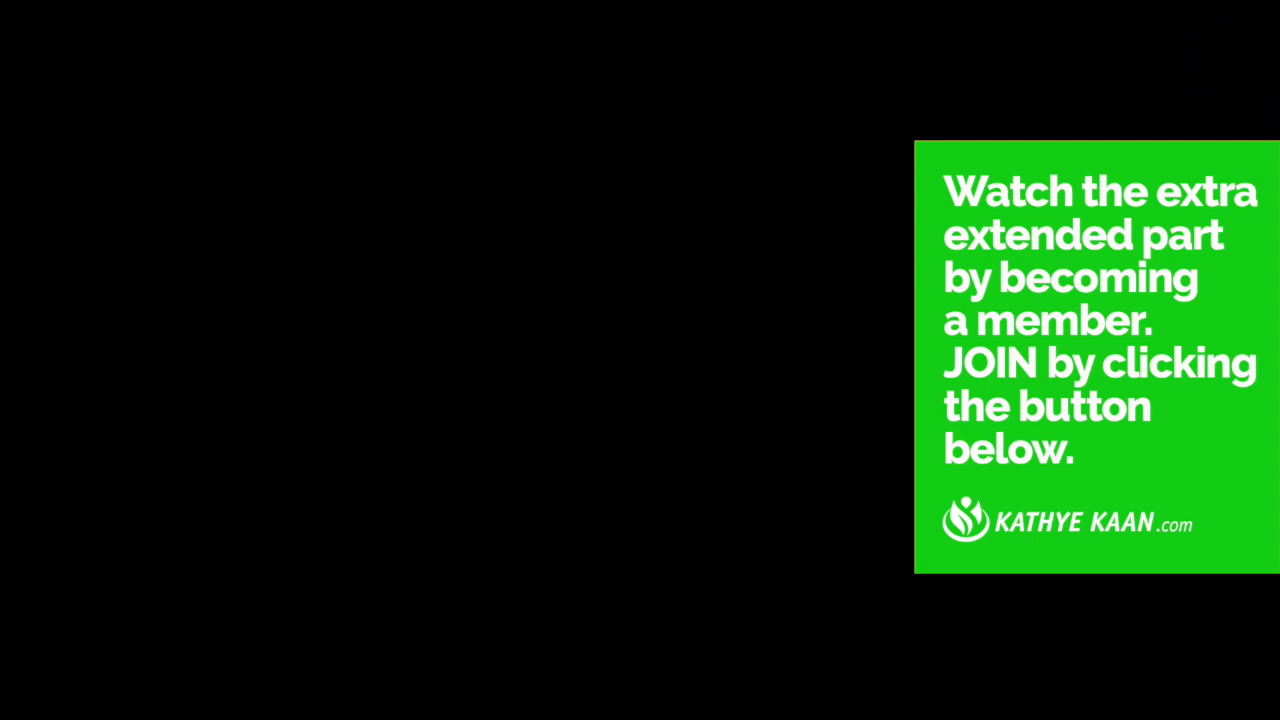 Watch the extra
extended part
by becoming
a member.
JOIN by clicking
the button
below.
KATHYE KAAN.com